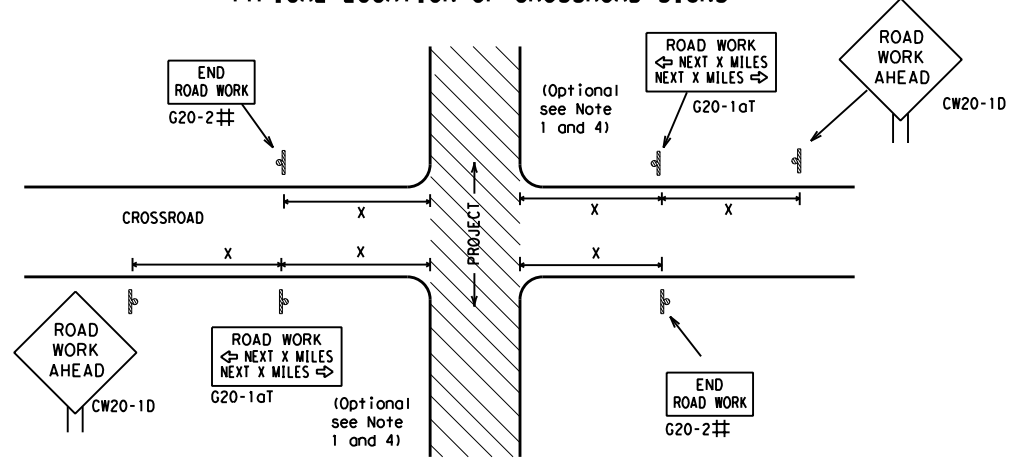 TYPICAL LOCATION OF CROSSROAD SIGNS
END
ROAD WORK
G20-2#
(Optional
see Note
1 and 4)
ROAD WORK
⇦ NEXT X MILES
NEXT X MILES ⇨
G20-1aT
ROAD
WORK
AHEAD
CW20-1D
X
X
X
CROSSROAD
PROJECT
X
X
X
ROAD
WORK
AHEAD
CW20-1D
ROAD WORK
⇦ NEXT X MILES
NEXT X MILES ⇨
G20-1aT
(Optional
see Note
1 and 4)
END
ROAD WORK
G20-2#